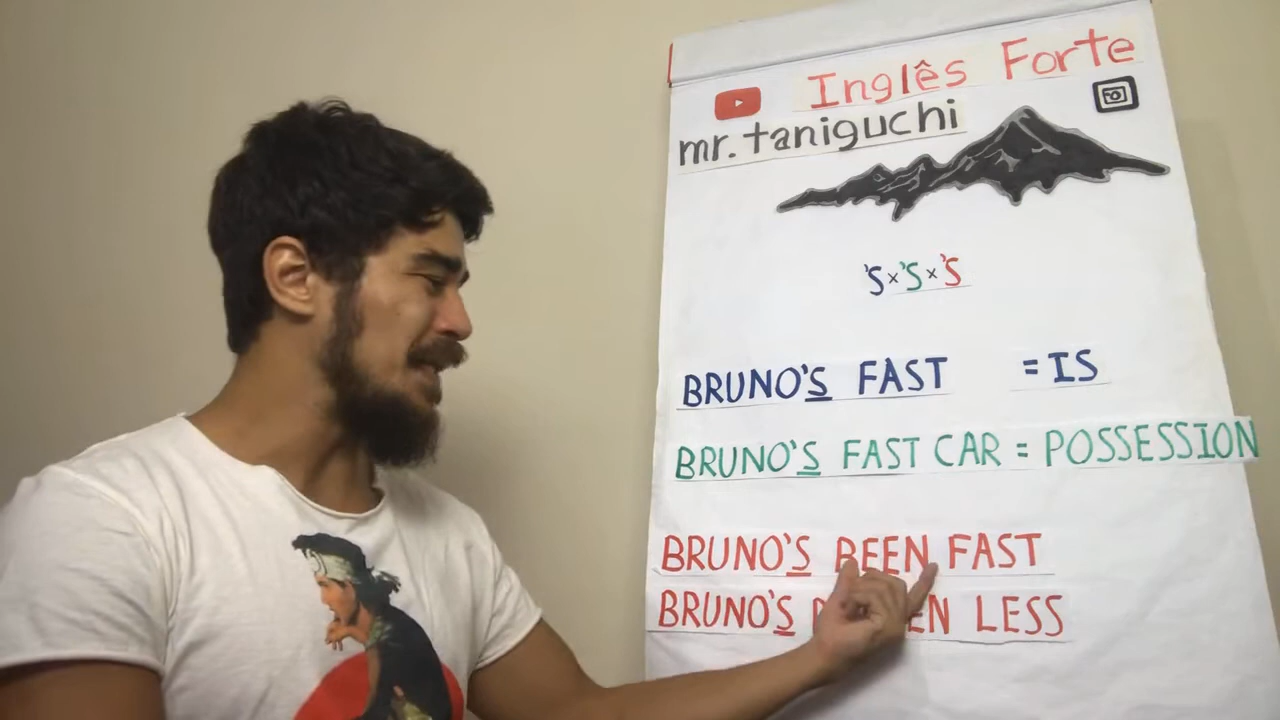 Inglês Forte
mr.taniguchi
'S×'S×'S
BRUNO'S FAST = IS
BRUNO'S FAST CAR = POSSESSION
BRUNO'S BEEN FAST
BRUNO'S LESS